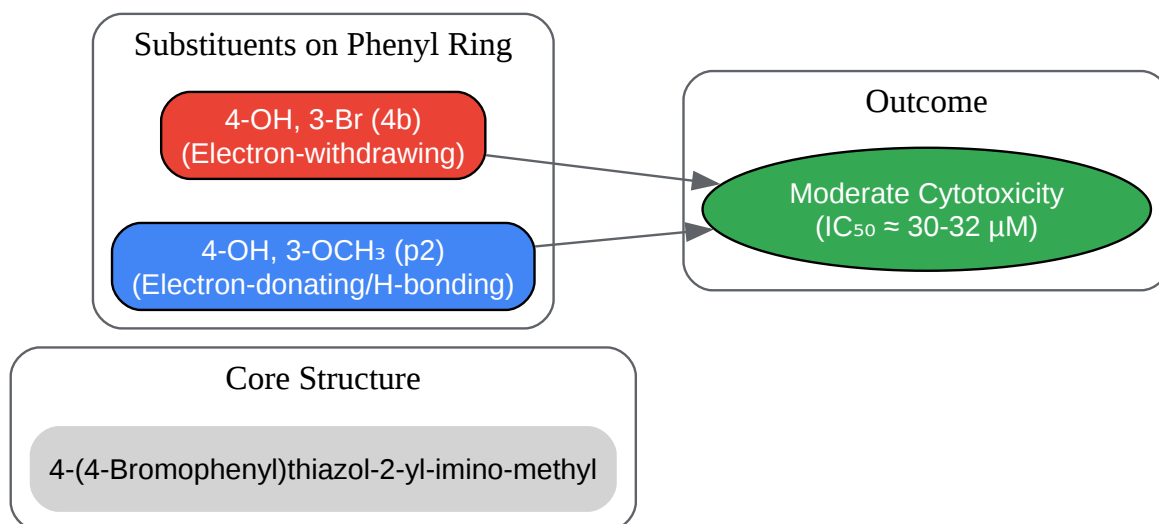 Substituents on Phenyl Ring
4-OH, 3-Br (4b)
(Electron-withdrawing)
4-OH, 3-OCH₃ (p2)
(Electron-donating/H-bonding)
Outcome
Moderate Cytotoxicity
(IC₅₀ ≈ 30-32 µM)
Core Structure
4-(4-Bromophenyl)thiazol-2-yl-imino-methyl